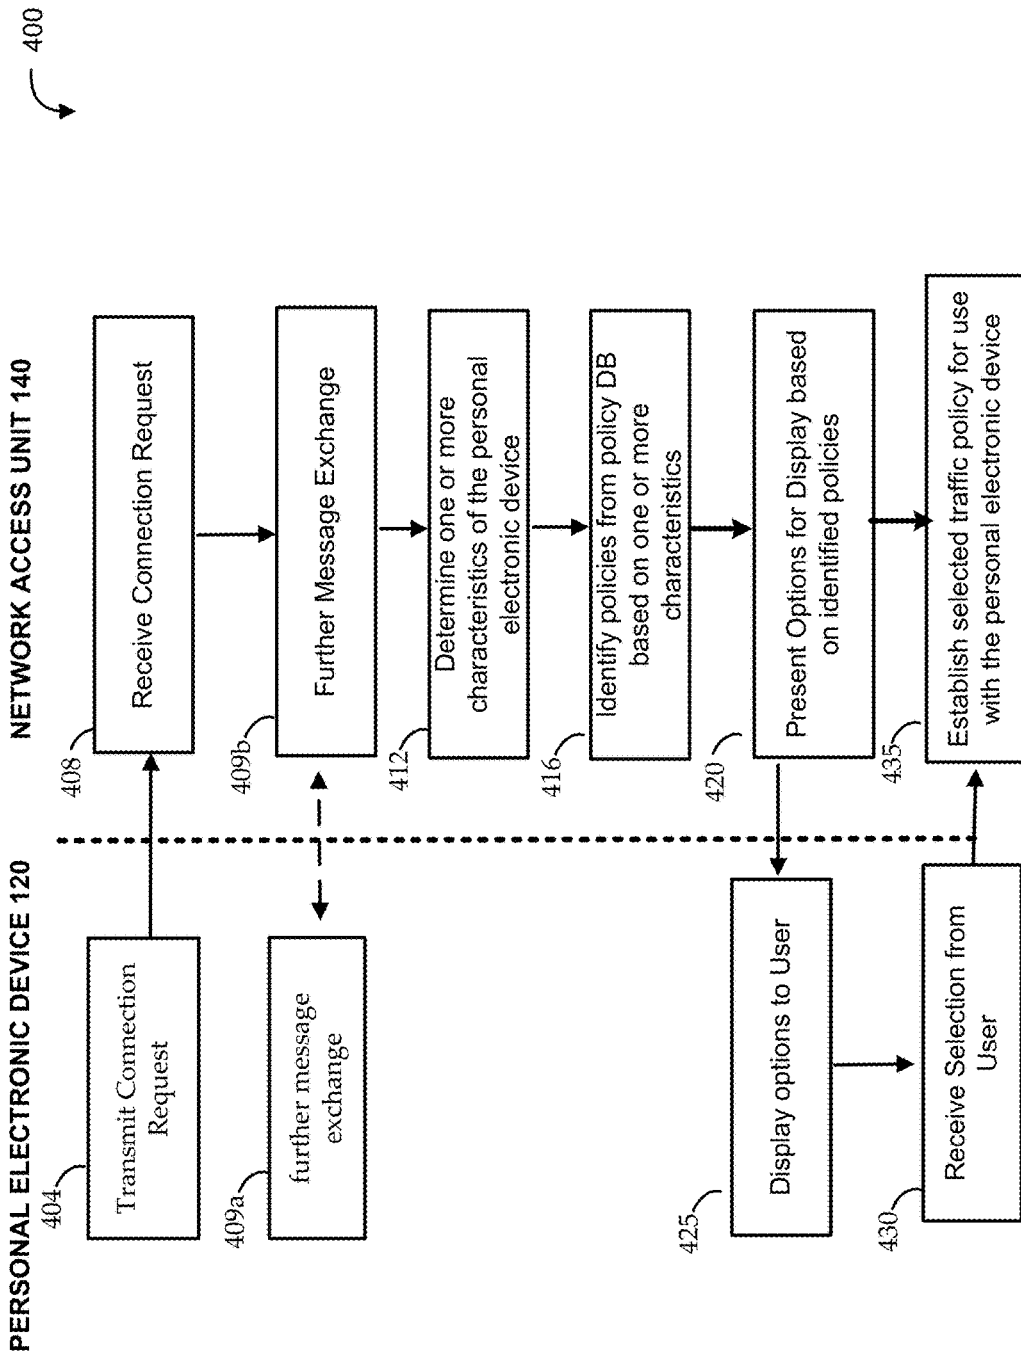 400
PERSONAL ELECTRONIC DEVICE 120
NETWORK ACCESS UNIT 140
404
Transmit Connection
Request
408
Receive Connection Request
409a
further message
exchange
409b
Further Message Exchange
412
Determine one or more
characteristics of the personal
electronic device
416
Identify policies from policy DB
based on one or more
characteristics
420
Present Options for Display based
on identified policies
425
Display options to User
430
Receive Selection from
User
435
Establish selected traffic policy for use
with the personal electronic device